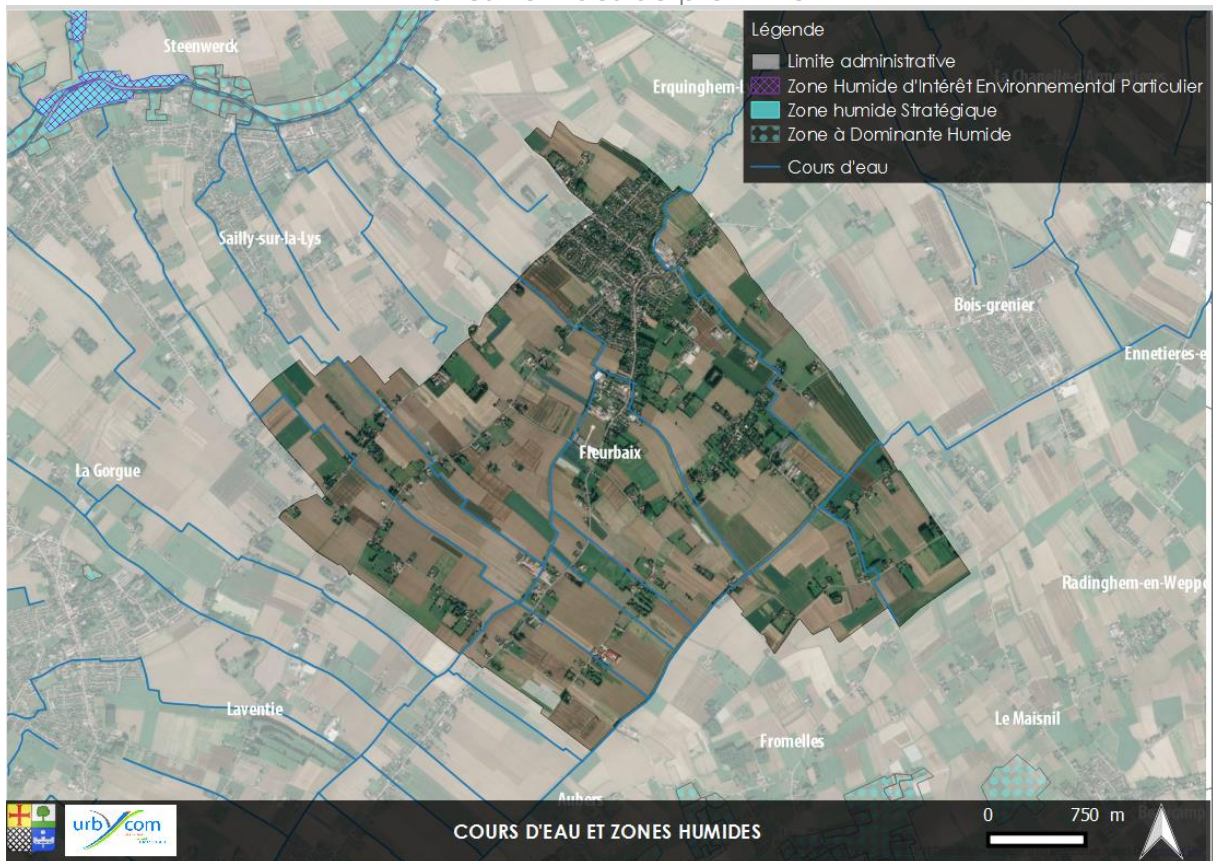 Légende
Limite administrative
Zone Humide d'Intérêt Environnemental Particulier
Zone humide Stratégique
Zone à Dominante Humide
Cours d'eau
Steenwerck
Erquinghem-L
Sailly-sur-la-Lys
Bois-grenier
Ennetieres-e
Fleurbaix
La Gorgue
Radinghem-en-Weppe
Laventie
Le Maisnil
Fromelles
Aubers
urbycom
COURS D'EAU ET ZONES HUMIDES
0 750 m